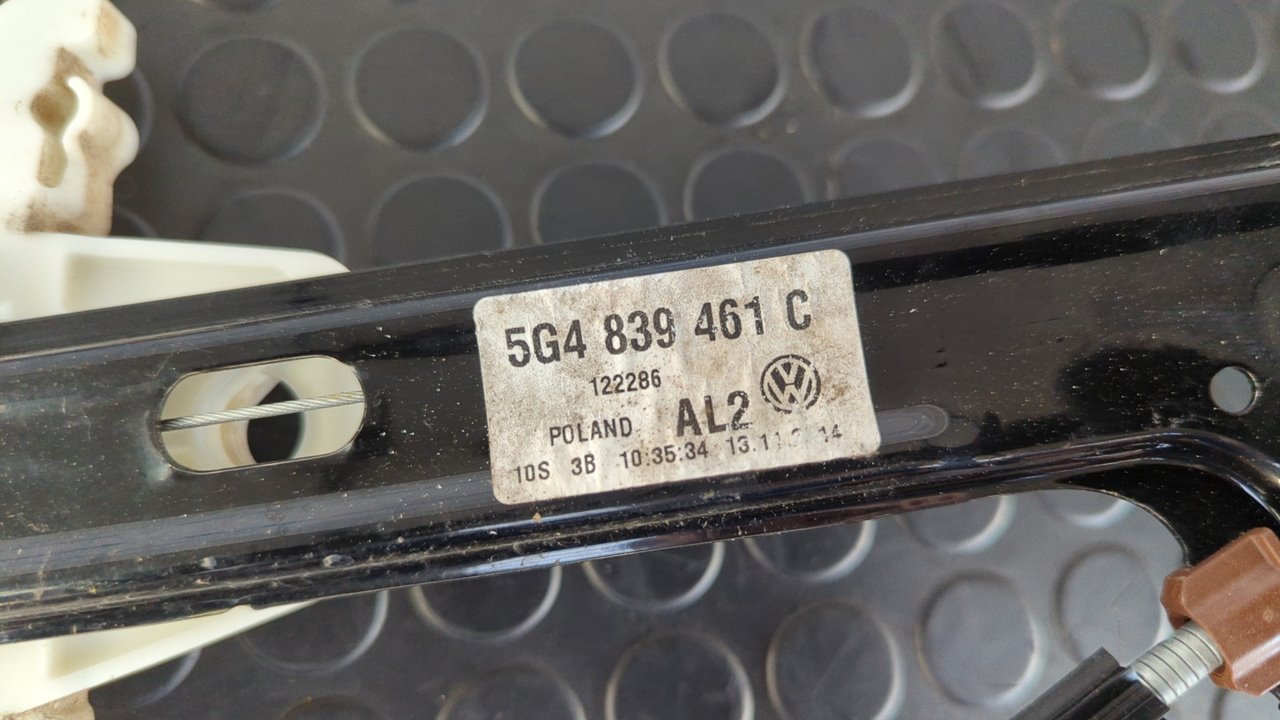 5G4 839 461 C
122286
POLAND AL2
10S 3B 10:35:34